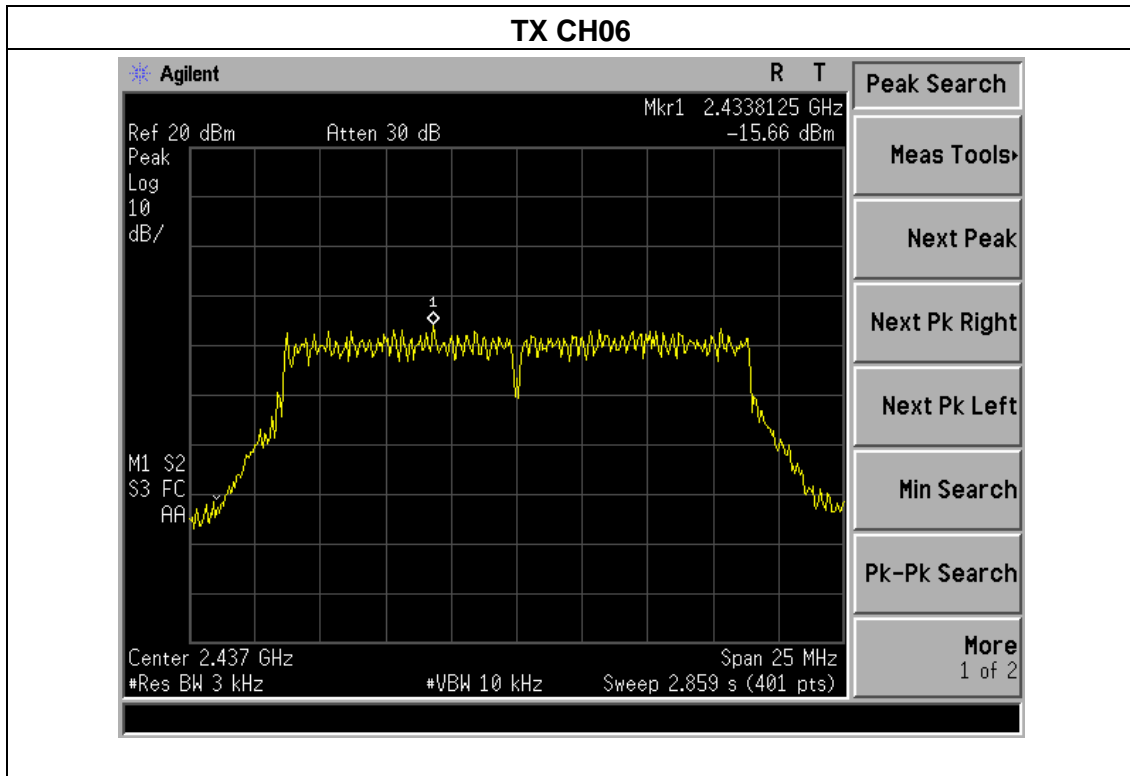 TX CH06
Agilent R T
Peak Search
Mkr1 2.4338125 GHz
Ref 20 dBm Atten 30 dB -15.66 dBm
Peak
Log
10
dB/
1
M1 S2
S3 FC
AA
Center 2.437 GHz Span 25 MHz
#Res BW 3 kHz #VBW 10 kHz Sweep 2.859 s (401 pts)
Meas Tools
Next Peak
Next Pk Right
Next Pk Left
Min Search
Pk-Pk Search
More
1 of 2